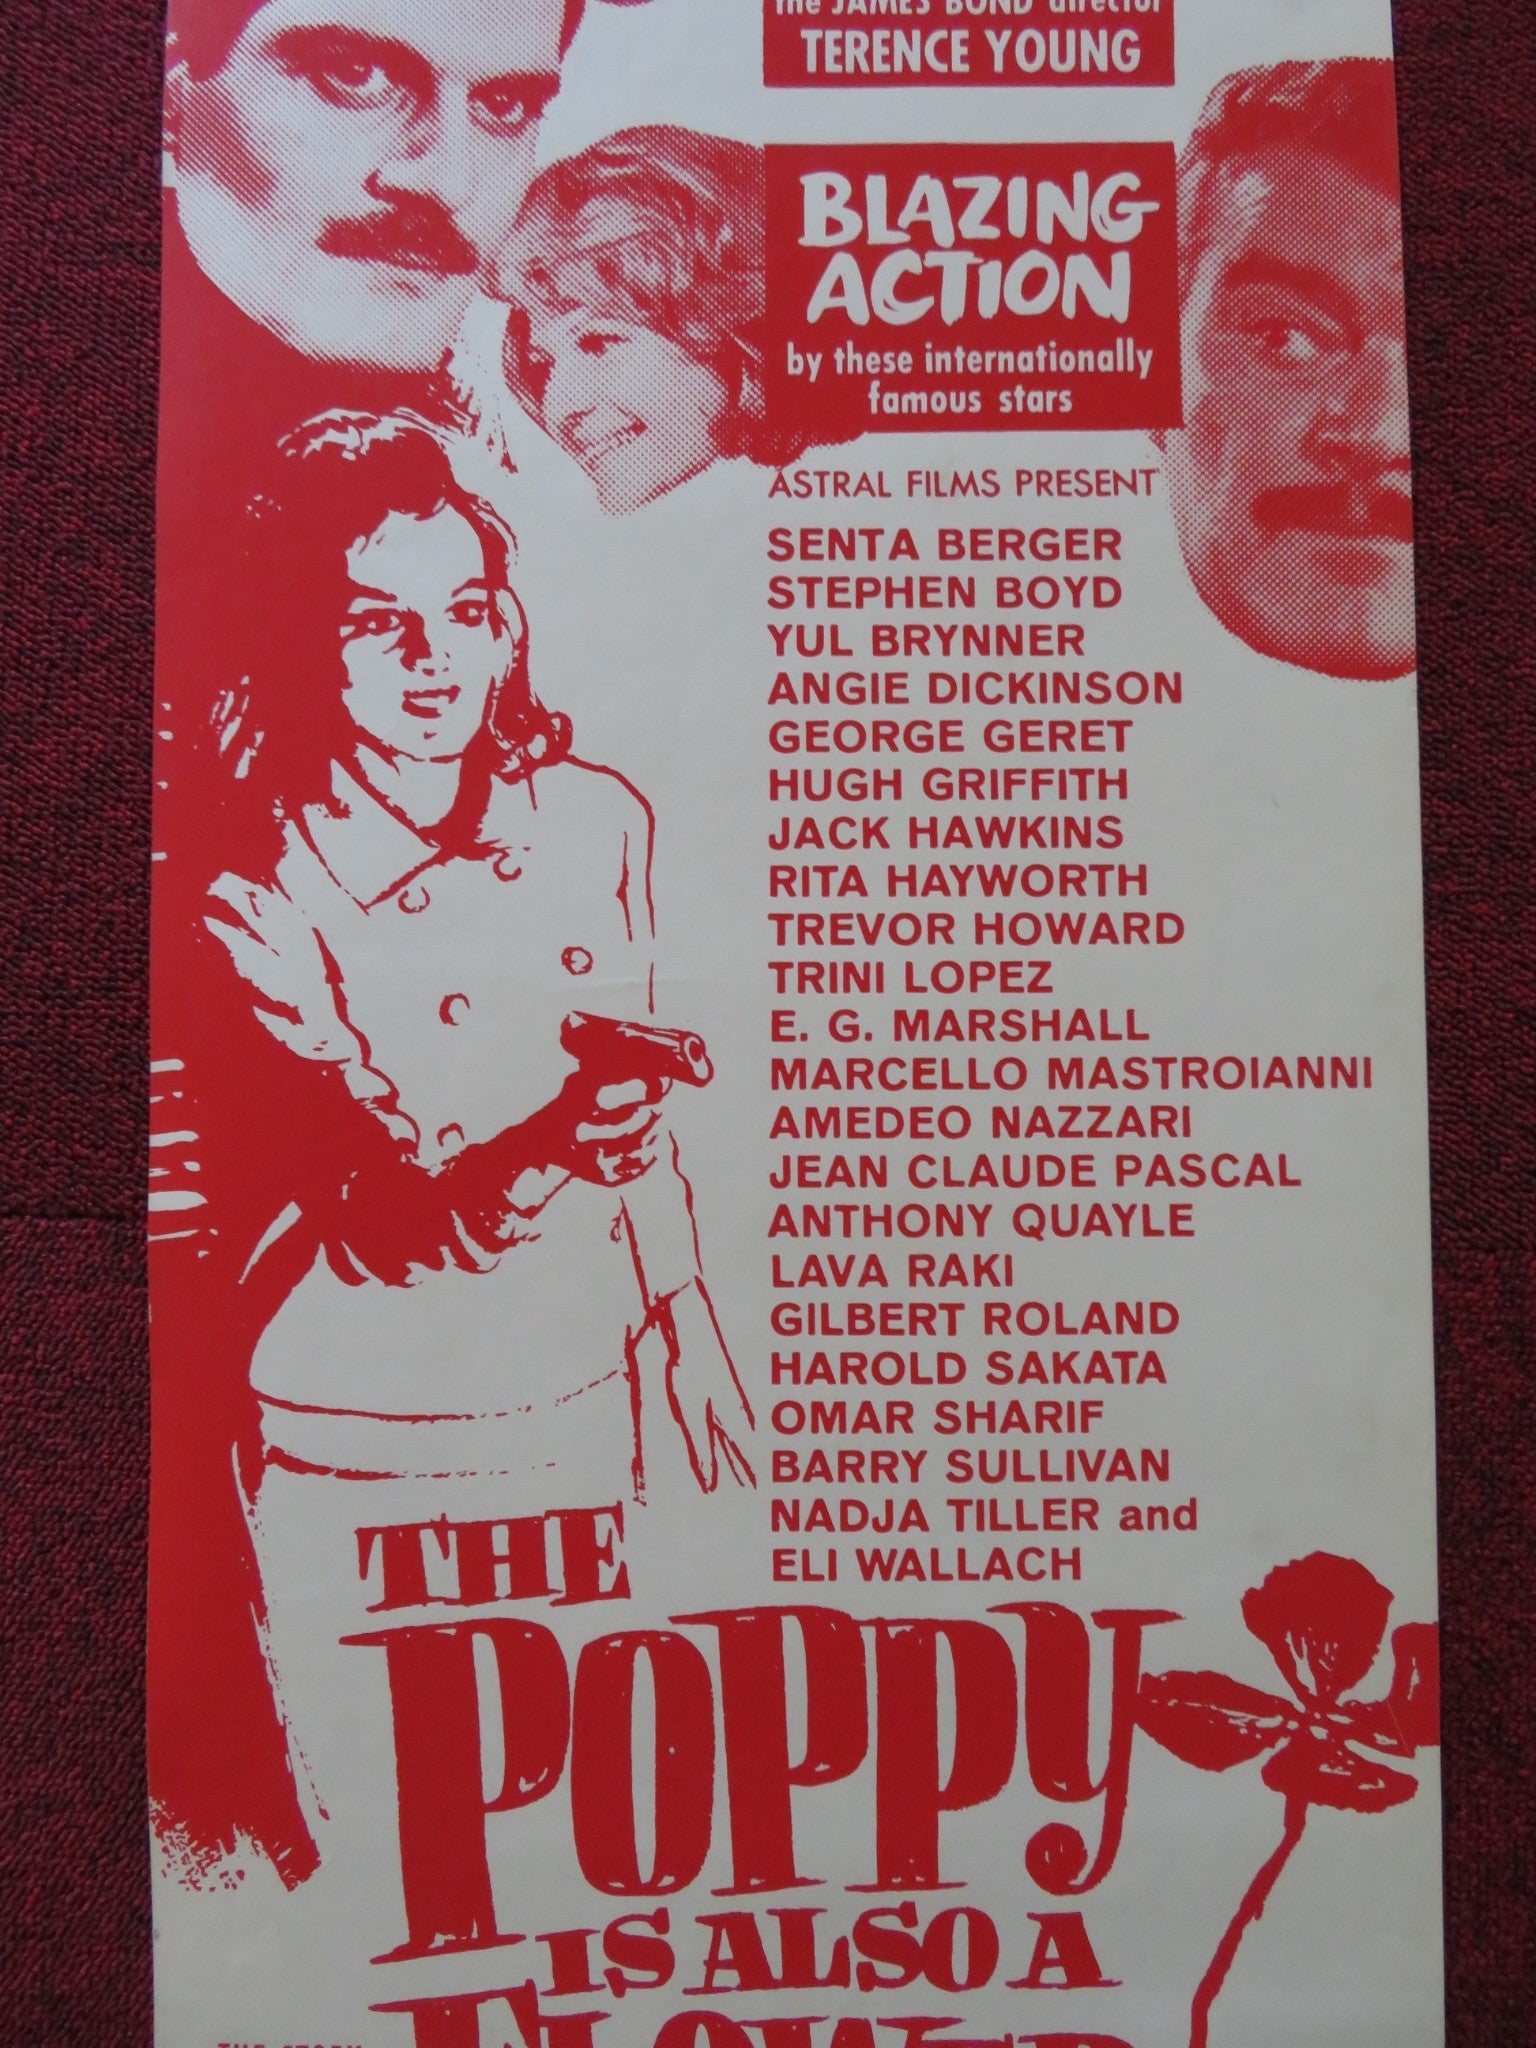 the JAMES BOND director
TERENCE YOUNG
BLAZING
ACTION
by these internationally
famous stars
ASTRAL FILMS PRESENT
SENTA BERGER
STEPHEN BOYD
YUL BRYNNER
ANGIE DICKINSON
GEORGE GERET
HUGH GRIFFITH
JACK HAWKINS
RITA HAYWORTH
TREVOR HOWARD
TRINI LOPEZ
E. G. MARSHALL
MARCELLO MASTROIANNI
AMEDEO NAZZARI
JEAN CLAUDE PASCAL
ANTHONY QUAYLE
LAVA RAKI
GILBERT ROLAND
HAROLD SAKATA
OMAR SHARIF
BARRY SULLIVAN
NADJA TILLER and
ELI WALLACH
THE
POPPY
IS ALSO A
FLOWER
THE STORY